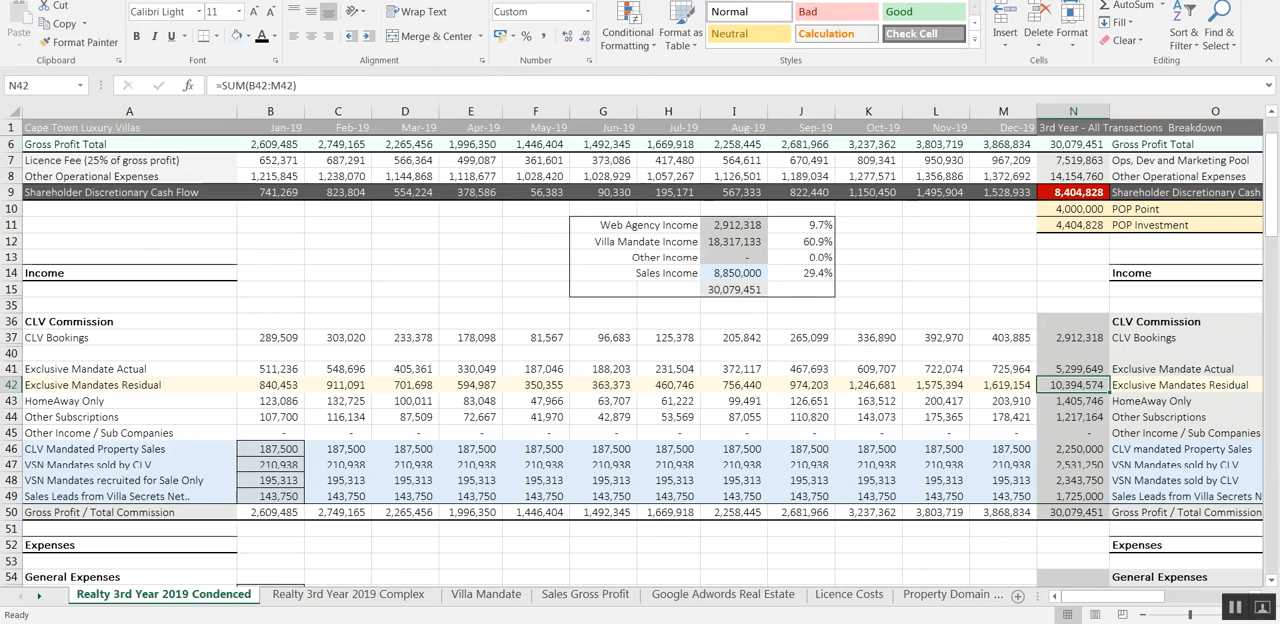 Cut Calibri Light 11 A A Wrap Text Custom Normal Bad Good AutoSum
Copy Fill
Paste Format Painter B I U A Merge & Center % , Conditional Format as Neutral Calculation Check Cell Insert Delete Format Clear Sort & Find &
Formatting Table Filter Select
Clipboard Font Alignment Number Styles Cells Editing
N42 fx =SUM(B42:M42)
A B C D E F G H I J K L M N O
1 Cape Town Luxury Villas Jan-19 Feb-19 Mar-19 Apr-19 May-19 Jun-19 Jul-19 Aug-19 Sep-19 Oct-19 Nov-19 Dec-19 3rd Year - All Transactions Breakdown
6 Gross Profit Total 2,609,485 2,749,165 2,265,456 1,996,350 1,446,404 1,492,345 1,669,918 2,258,445 2,681,966 3,237,362 3,803,719 3,868,834 30,079,451 Gross Profit Total
7 Licence Fee (25% of gross profit) 652,371 687,291 566,364 499,087 361,601 373,086 417,480 564,611 670,491 809,341 950,930 967,209 7,519,863 Ops, Dev and Marketing Pool
8 Other Operational Expenses 1,215,845 1,238,070 1,144,868 1,118,677 1,028,420 1,028,929 1,057,267 1,126,501 1,189,034 1,277,571 1,356,886 1,372,692 14,154,760 Other Operational Expenses
9 Shareholder Discretionary Cash Flow 741,269 823,804 554,224 378,586 56,383 90,330 195,171 567,333 822,440 1,150,450 1,495,904 1,528,933 8,404,828 Shareholder Discretionary Cash
10 4,000,000 POP Point
11 Web Agency Income 2,912,318 9.7% 4,404,828 POP Investment
12 Villa Mandate Income 18,317,133 60.9%
13 Other Income - 0.0%
14 Income Sales Income 8,850,000 29.4% Income
15 30,079,451
35
36 CLV Commission CLV Commission
37 CLV Bookings 289,509 303,020 233,378 178,098 81,567 96,683 125,378 205,842 265,099 336,890 392,970 403,885 2,912,318 CLV Bookings
40
41 Exclusive Mandate Actual 511,236 548,696 405,361 330,049 187,046 188,203 231,504 372,117 467,693 609,707 722,074 725,964 5,299,649 Exclusive Mandate Actual
42 Exclusive Mandates Residual 840,453 911,091 701,698 594,987 350,355 363,373 460,746 756,440 974,203 1,246,681 1,575,394 1,619,154 10,394,574 Exclusive Mandates Residual
43 HomeAway Only 123,086 132,725 100,011 83,048 47,966 63,707 61,222 99,491 126,651 163,512 200,417 203,910 1,405,746 HomeAway Only
44 Other Subscriptions 107,700 116,134 87,509 72,667 41,970 42,879 53,569 87,055 110,820 143,073 175,365 178,421 1,217,164 Other Subscriptions
45 Other Income / Sub Companies - - - - - - - - - - - - - Other Income / Sub Companies
46 CLV Mandated Property Sales 187,500 187,500 187,500 187,500 187,500 187,500 187,500 187,500 187,500 187,500 187,500 187,500 2,250,000 CLV mandated Property Sales
47 VSN Mandates sold by CLV 210,938 210,938 210,938 210,938 210,938 210,938 210,938 210,938 210,938 210,938 210,938 210,938 2,531,250 VSN Mandates sold by CLV
48 VSN Mandates recruited for Sale Only 195,313 195,313 195,313 195,313 195,313 195,313 195,313 195,313 195,313 195,313 195,313 195,313 2,343,750 VSN Mandates sold by CLV
49 Sales Leads from Villa Secrets Net.. 143,750 143,750 143,750 143,750 143,750 143,750 143,750 143,750 143,750 143,750 143,750 143,750 1,725,000 Sales Leads from Villa Secrets N
50 Gross Profit / Total Commission 2,609,485 2,749,165 2,265,456 1,996,350 1,446,404 1,492,345 1,669,918 2,258,445 2,681,966 3,237,362 3,803,719 3,868,834 30,079,451 Gross Profit / Total Commission
51
52 Expenses Expenses
53
54 General Expenses General Expenses
Realty 3rd Year 2019 Condenced Realty 3rd Year 2019 Complex Villa Mandate Sales Gross Profit Google Adwords Real Estate Licence Costs Property Domain ...
Ready